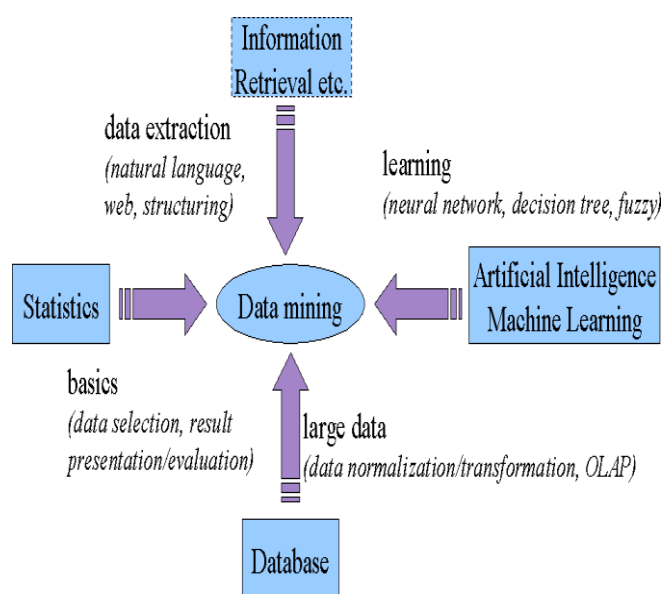 Information
Retrieval etc.
data extraction
(natural language,
web, structuring)
learning
(neural network, decision tree, fuzzy)
Statistics
Data mining
Artificial Intelligence
Machine Learning
basics
(data selection, result
presentation/evaluation)
large data
(data normalization/transformation, OLAP)
Database